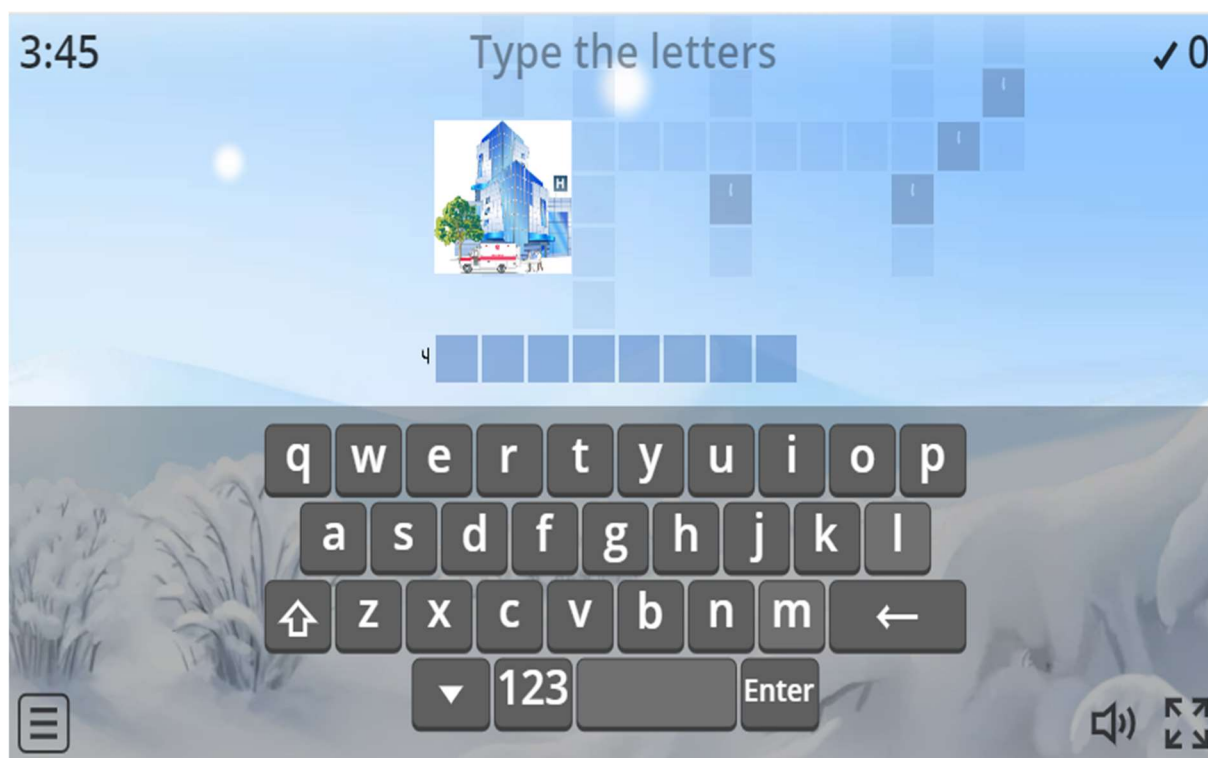 3:45 Type the letters ✓ 0
H
4
q w e r t y u i o p
a s d f g h j k l
z x c v b n m ←
▼ 123 Enter